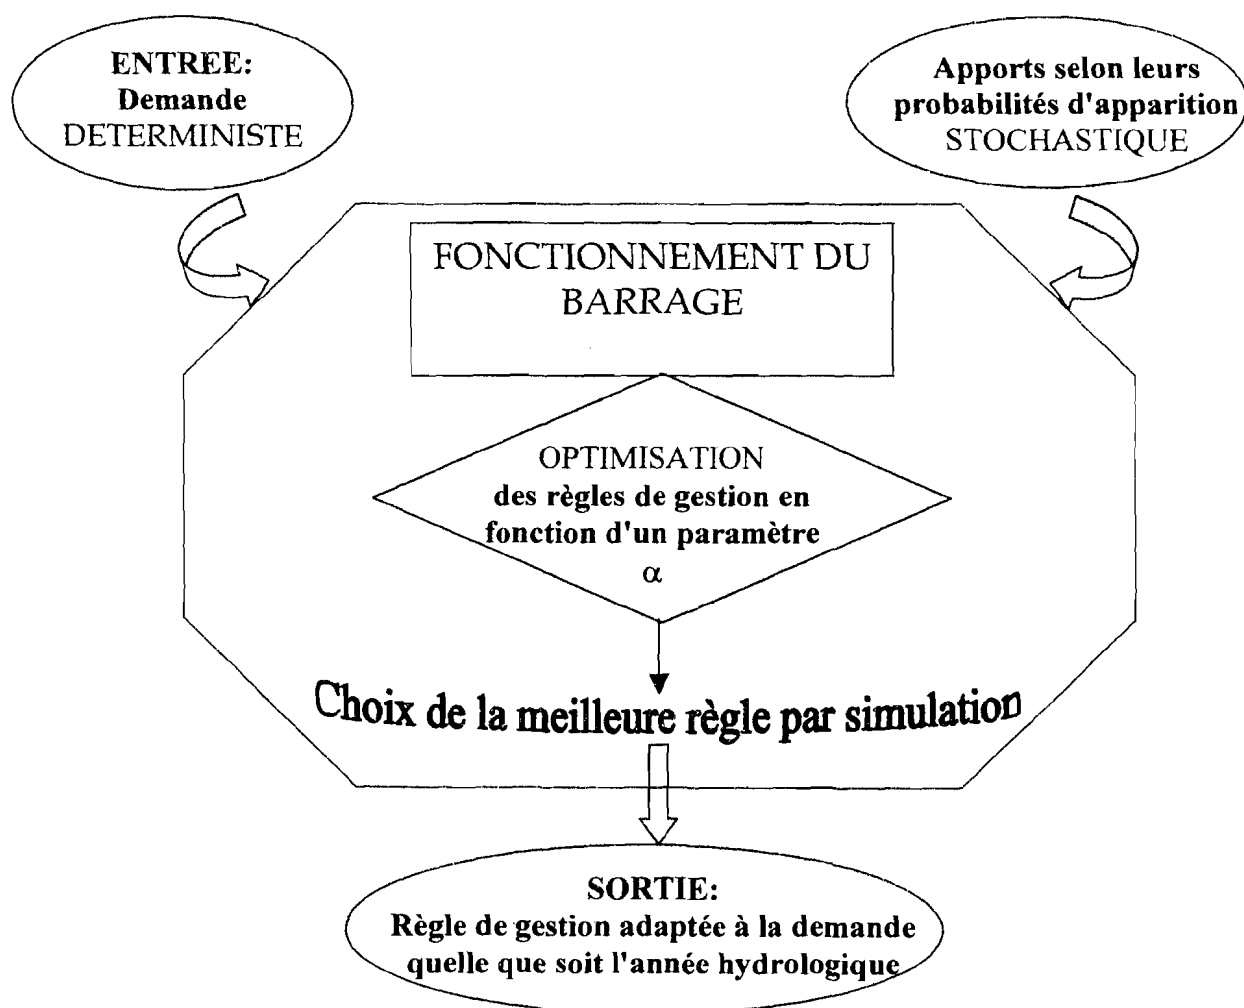 ENTREE:
Demande
DETERMINISTE
Apports selon leurs
probabilités d'apparition
STOCHASTIQUE
FONCTIONNEMENT DU
BARRAGE
OPTIMISATION
des règles de gestion en
fonction d'un paramètre
α
Choix de la meilleure règle par simulation
SORTIE:
Règle de gestion adaptée à la demande
quelle que soit l'année hydrologique